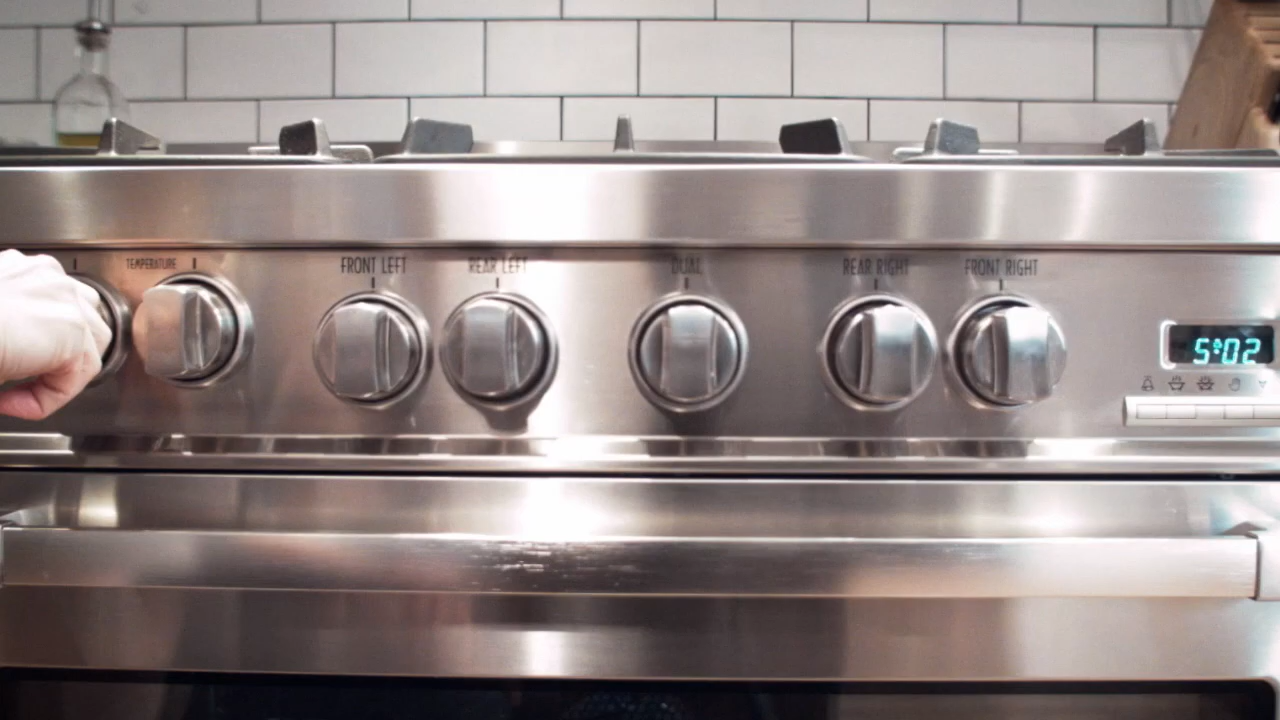 TEMPERATURE
FRONT LEFT
REAR LEFT
DUAL
REAR RIGHT
FRONT RIGHT
5:02